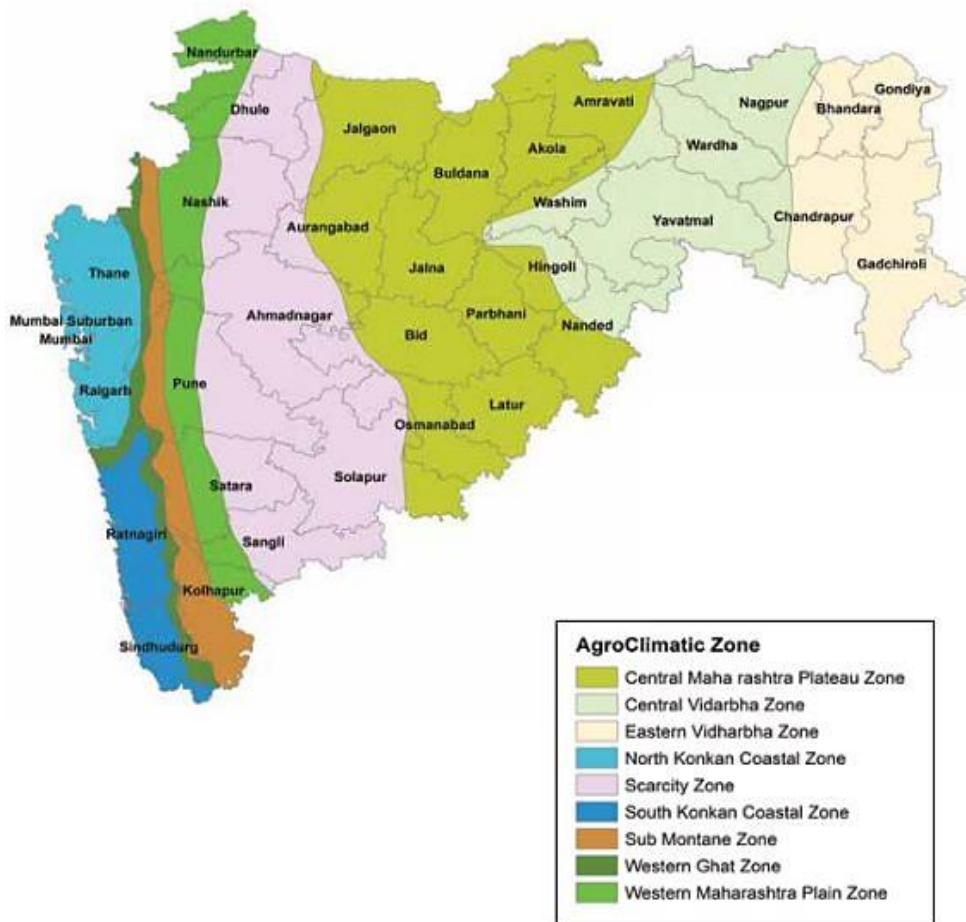 Nandurbar
Dhule
Jalgaon
Amravati
Nagpur
Bhandara
Gondiya
Buldana
Akola
Wardha
Nashik
Aurangabad
Washim
Yavatmal
Chandrapur
Thane
Jalna
Hingoli
Gadchiroli
Mumbai Suburban
Mumbai
Ahmadnagar
Parbhani
Bid
Nanded
Raigarh
Pune
Latur
Osmanabad
Satara
Solapur
Ratnagiri
Sangli
Kolhapur
Sindhudurg
AgroClimatic Zone
Central Maha rashtra Plateau Zone
Central Vidarbha Zone
Eastern Vidharbha Zone
North Konkan Coastal Zone
Scarcity Zone
South Konkan Coastal Zone
Sub Montane Zone
Western Ghat Zone
Western Maharashtra Plain Zone